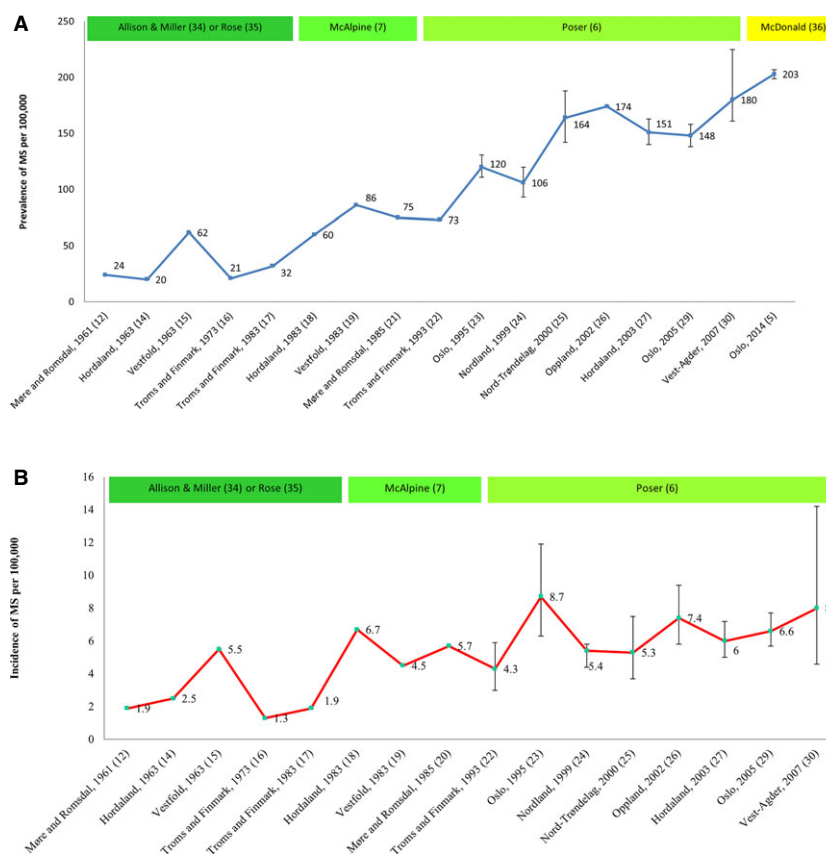 A
Allison & Miller (34) or Rose (35)
McAlpine (7)
Poser (6)
McDonald (36)
Prevalence of MS per 100,000
250
200
150
100
50
0
24
20
62
21
32
60
86
75
73
120
106
164
174
151
148
180
203
Møre and Romsdal, 1961 (12)
Hordaland, 1963 (14)
Vestfold, 1963 (15)
Troms and Finmark, 1973 (16)
Troms and Finmark, 1983 (17)
Hordaland, 1983 (18)
Vestfold, 1983 (19)
Møre and Romsdal, 1985 (21)
Troms and Finmark, 1993 (22)
Oslo, 1995 (23)
Nordland, 1999 (24)
Nord-Trøndelag, 2000 (25)
Oppland, 2002 (26)
Hordaland, 2003 (27)
Oslo, 2005 (29)
Vest-Agder, 2007 (30)
Oslo, 2014 (5)
B
Allison & Miller (34) or Rose (35)
McAlpine (7)
Poser (6)
Incidence of MS per 100,000
16
14
12
10
8
6
4
2
0
1.9
2.5
5.5
1.3
1.9
6.7
4.5
5.7
4.3
8.7
5.4
5.3
7.4
6
6.6
Møre and Romsdal, 1961 (12)
Hordaland, 1963 (14)
Vestfold, 1963 (15)
Troms and Finmark, 1973 (16)
Troms and Finmark, 1983 (17)
Hordaland, 1983 (18)
Vestfold, 1983 (19)
Møre and Romsdal, 1985 (20)
Troms and Finmark, 1993 (22)
Oslo, 1995 (23)
Nordland, 1999 (24)
Nord-Trøndelag, 2000 (25)
Oppland, 2002 (26)
Hordaland, 2003 (27)
Oslo, 2005 (29)
Vest-Agder, 2007 (30)